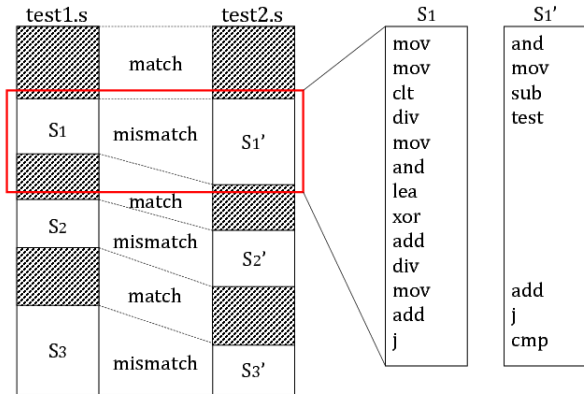 test1.s test2.s S1 S1'
match
S1 mismatch S1'
match
S2 mismatch S2'
match
S3 mismatch S3'
mov and
mov mov
clt sub
div test
mov
and
lea
xor
add
div
mov add
add j
j cmp